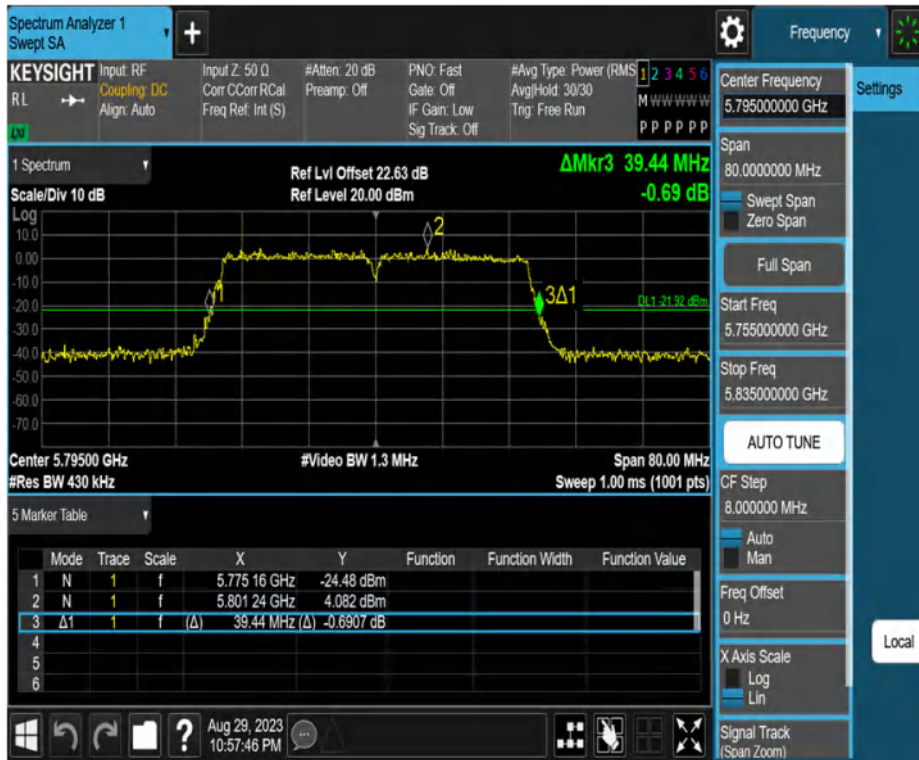 Spectrum Analyzer 1
Swept SA
Frequency
KEYSIGHT
RL
LXI
Input: RF
Coupling: DC
Align: Auto
Input Z: 50 Ω
Corr CCorr RCal
Freq Ref: Int (S)
#Atten: 20 dB
Preamp: Off
PNO: Fast
Gate: Off
IF Gain: Low
Sig Track: Off
#Avg Type: Power (RMS
Avg|Hold: 30/30
Trig: Free Run
1 2 3 4 5 6
M W W W W W
P P P P P P
Center Frequency
5.795000000 GHz
Settings
1 Spectrum
Scale/Div 10 dB
Ref Lvl Offset 22.63 dB
Ref Level 20.00 dBm
ΔMkr3 39.44 MHz
-0.69 dB
Log
10.0
0.00
-10.0
-20.0
-30.0
-40.0
-50.0
-60.0
-70.0
2
1
3Δ1
DL1 -21.92 dBm
Center 5.79500 GHz
#Res BW 430 kHz
#Video BW 1.3 MHz
Span 80.00 MHz
Sweep 1.00 ms (1001 pts)
Span
80.0000000 MHz
Swept Span
Zero Span
Full Span
Start Freq
5.755000000 GHz
Stop Freq
5.835000000 GHz
AUTO TUNE
CF Step
8.000000 MHz
Auto
Man
Freq Offset
0 Hz
X Axis Scale
Log
Lin
Signal Track
(Span Zoom)
Local
5 Marker Table
Mode Trace Scale X Y Function Function Width Function Value
1 N 1 f 5.775 16 GHz -24.48 dBm
2 N 1 f 5.801 24 GHz 4.082 dBm
3 Δ1 1 f (Δ) 39.44 MHz (Δ) -0.6907 dB
4
5
6
?
Aug 29, 2023
10:57:46 PM